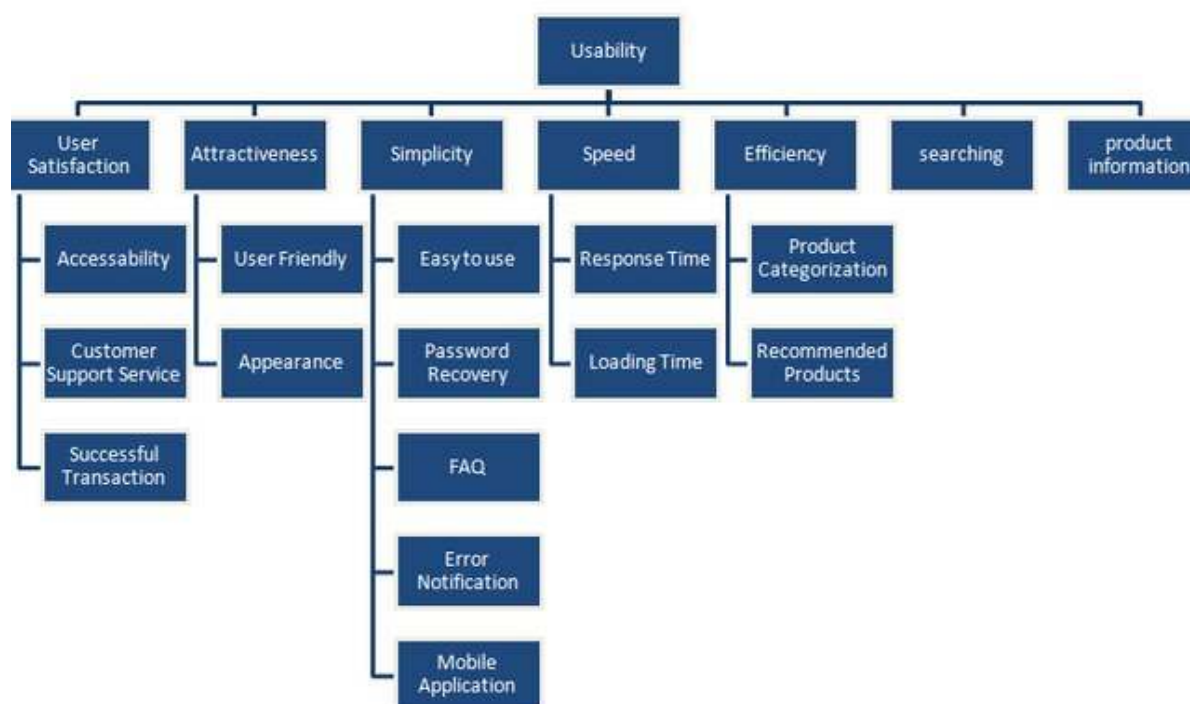 Usability
User
Satisfaction
Attractiveness
Simplicity
Speed
Efficiency
searching
product
information
Accessability
User Friendly
Easy to use
Response Time
Product
Categorization
Customer
Support Service
Appearance
Password
Recovery
Loading Time
Recommended
Products
Successful
Transaction
FAQ
Error
Notification
Mobile
Application